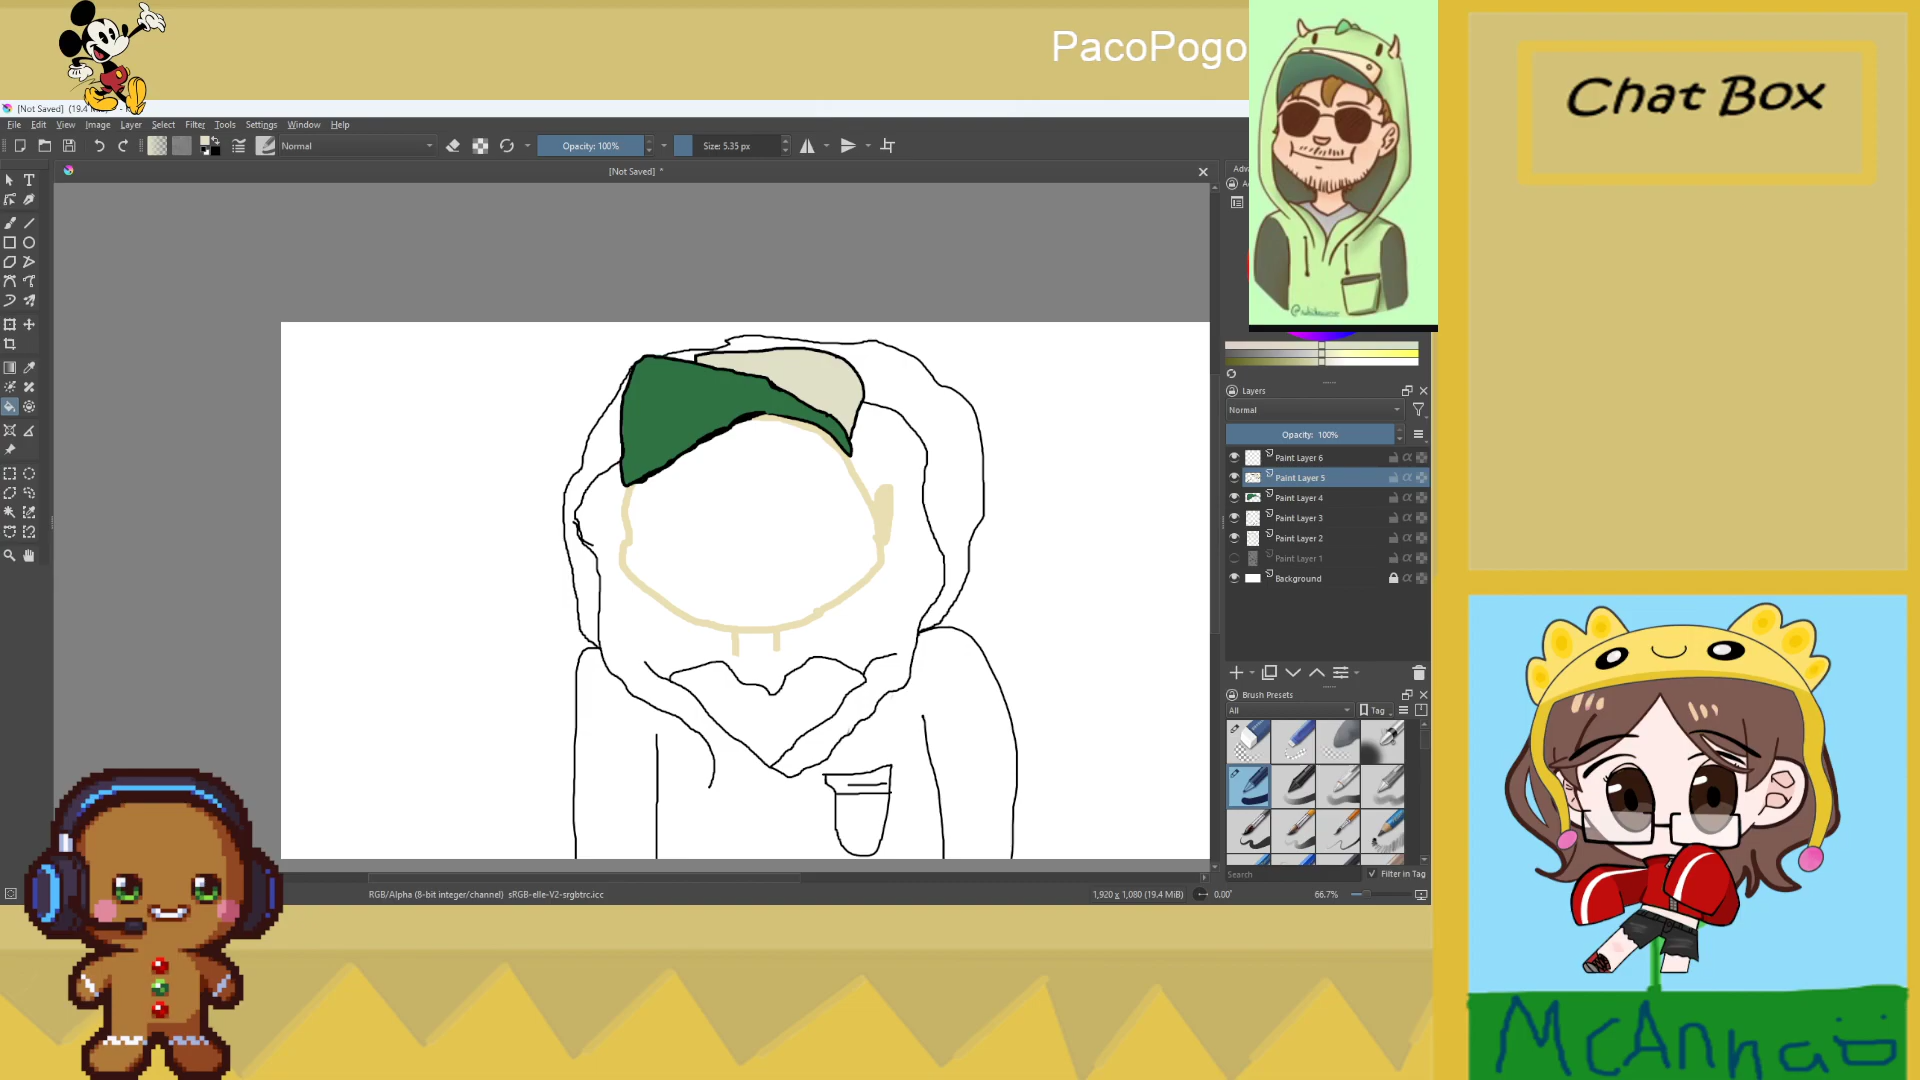 PacoPogo
Chat Box
[Not Saved] (19.4 M
File Edit View Image Layer Select Filter Tools Settings Window Help
Normal
Opacity: 100%
Size: 5.35 px
[Not Saved] *
Layers
Normal
Opacity: 100%
Paint Layer 6
Paint Layer 5
Paint Layer 4
Paint Layer 3
Paint Layer 2
Paint Layer 1
Background
Brush Presets
All
Tag
Search
Filter in Tag
RGB/Alpha (8-bit integer/channel) sRGB-elle-V2-srgbtrc.icc
1,920 x 1,080 (19.4 MiB)
0.00°
66.7%
McAnna